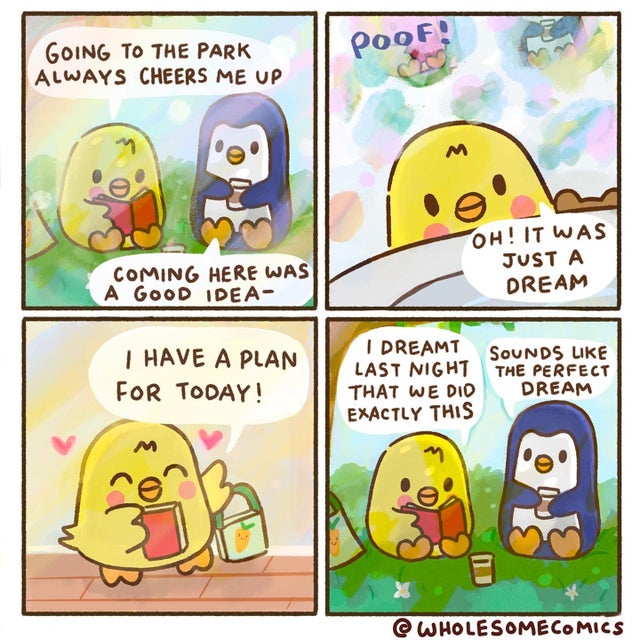 GOING TO THE PARK
ALWAYS CHEERS ME UP
COMING HERE WAS
A GOOD IDEA-
POOF!
OH! IT WAS
JUST A
DREAM
I HAVE A PLAN
FOR TODAY!
I DREAMT
LAST NIGHT
THAT WE DID
EXACTLY THIS
SOUNDS LIKE
THE PERFECT
DREAM
@WHOLESOMECOMICS